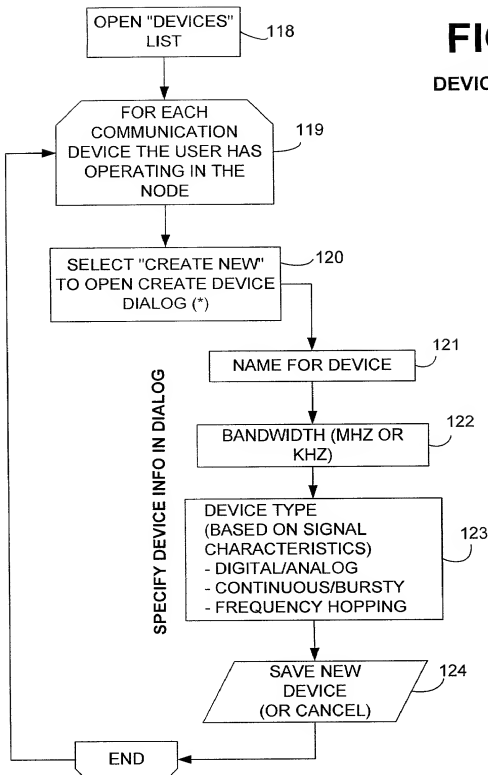 OPEN "DEVICES"
LIST
118
FIG
DEVIC
FOR EACH
COMMUNICATION
DEVICE THE USER HAS
OPERATING IN THE
NODE
119
SELECT "CREATE NEW"
TO OPEN CREATE DEVICE
DIALOG (*)
120
SPECIFY DEVICE INFO IN DIALOG
NAME FOR DEVICE
121
BANDWIDTH (MHZ OR
KHZ)
122
DEVICE TYPE
(BASED ON SIGNAL
CHARACTERISTICS)
- DIGITAL/ANALOG
- CONTINUOUS/BURSTY
- FREQUENCY HOPPING
123
SAVE NEW
DEVICE
(OR CANCEL)
124
END